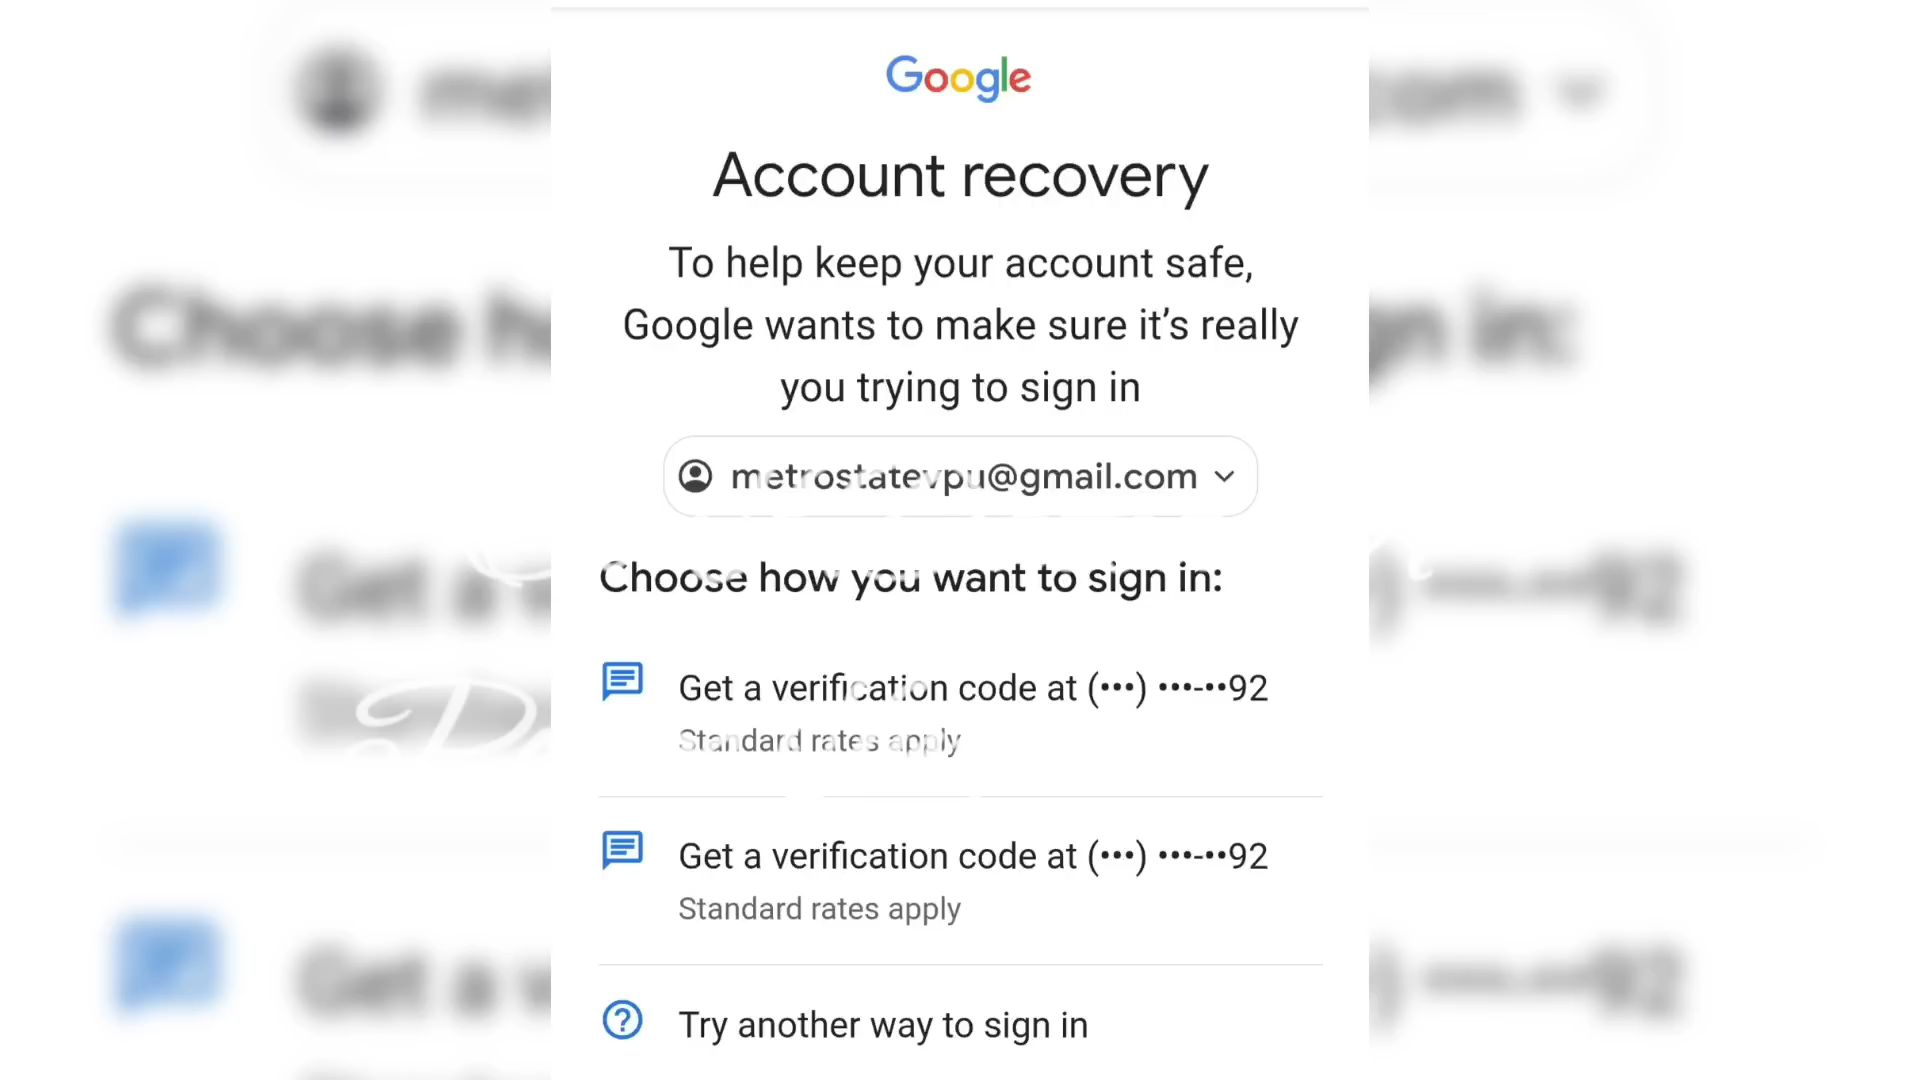 Google
Account recovery
To help keep your account safe,
Google wants to make sure it's really
you trying to sign in
metrostatevpu@gmail.com
Choose how you want to sign in:
Get a verification code at (•••) •••-••92
Standard rates apply
Get a verification code at (•••) •••-••92
Standard rates apply
Try another way to sign in